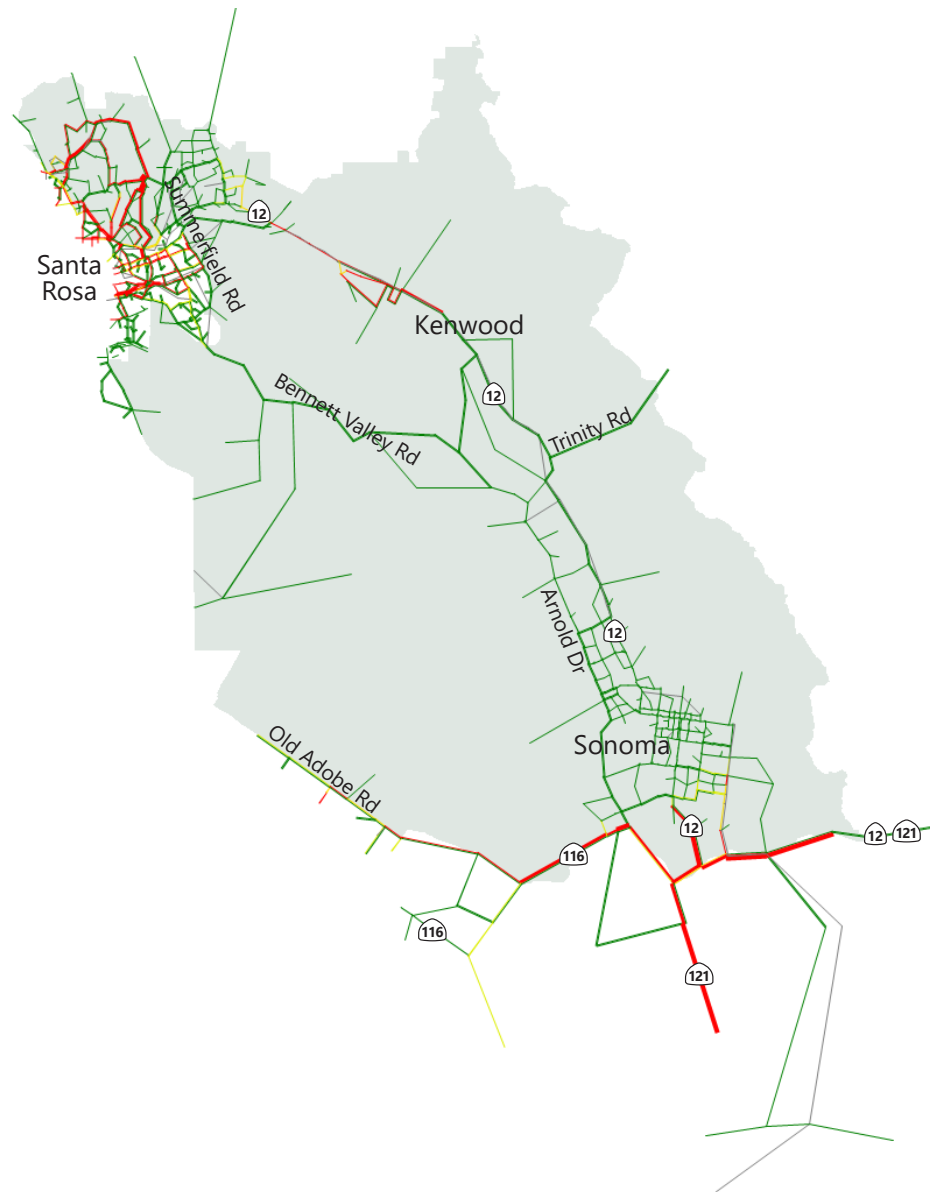 Summerfield Rd
12
Santa
Rosa
Kenwood
12
Bennett Valley Rd
Trinity Rd
Arnold Dr
12
Old Adobe Rd
Sonoma
12
12
121
116
116
121